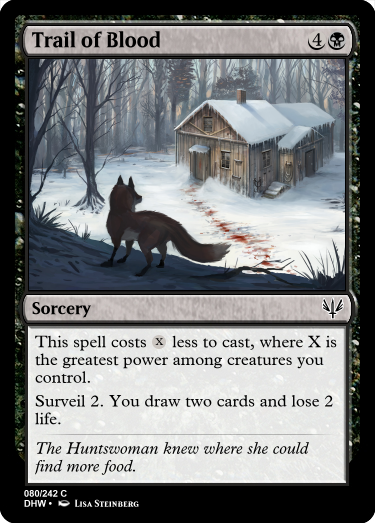 Trail of Blood 4
Sorcery
This spell costs X less to cast, where X is
the greatest power among creatures you
control.
Surveil 2. You draw two cards and lose 2
life.
The Huntswoman knew where she could
find more food.
080/242 C
DHW • Lisa Steinberg